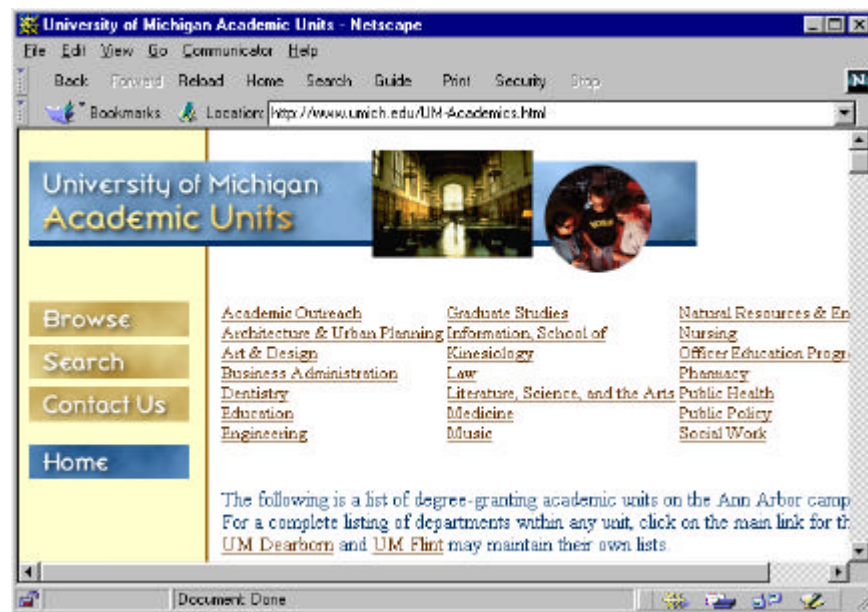 University of Michigan Academic Units - Netscape
File Edit View Go Communicator Help
Back Forward Reload Home Search Guide Print Security Stop
Bookmarks Location: http://www.umich.edu/UM-Academics.html
University of Michigan
Academic Units
Browse
Search
Contact Us
Home
Academic Outreach Graduate Studies Natural Resources & En
Architecture & Urban Planning Information, School of Nursing
Art & Design Kinesiology Officer Education Progr
Business Administration Law Pharmacy
Dentistry Literature, Science, and the Arts Public Health
Education Medicine Public Policy
Engineering Music Social Work
The following is a list of degree-granting academic units on the Ann Arbor camp
For a complete listing of departments within any unit, click on the main link for th
UM Dearborn and UM Flint may maintain their own lists.
Document: Done